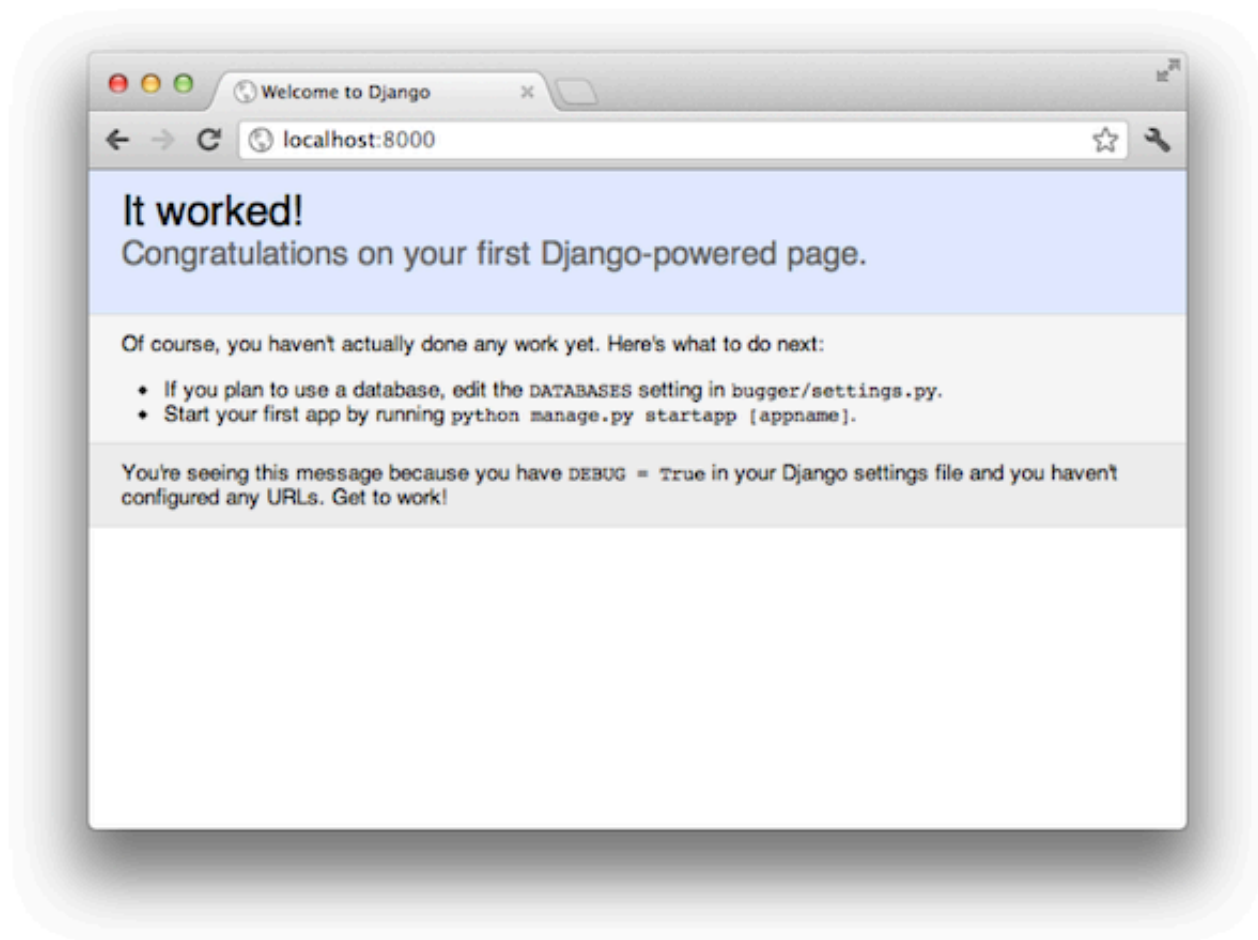 Welcome to Django
localhost:8000
It worked!
Congratulations on your first Django-powered page.
Of course, you haven't actually done any work yet. Here's what to do next:
• If you plan to use a database, edit the DATABASES setting in bugger/settings.py.
• Start your first app by running python manage.py startapp [appname].
You're seeing this message because you have DEBUG = True in your Django settings file and you haven't
configured any URLs. Get to work!